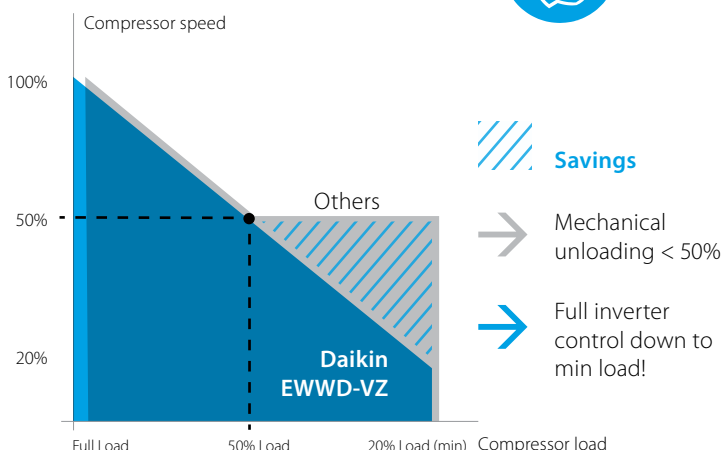 Compressor speed
100%
Savings
Others
50%
Mechanical
unloading < 50%
Full inverter
control down to
min load!
20%
Daikin
EWWD-VZ
Full Load
50% Load
20% Load (min)
Compressor load